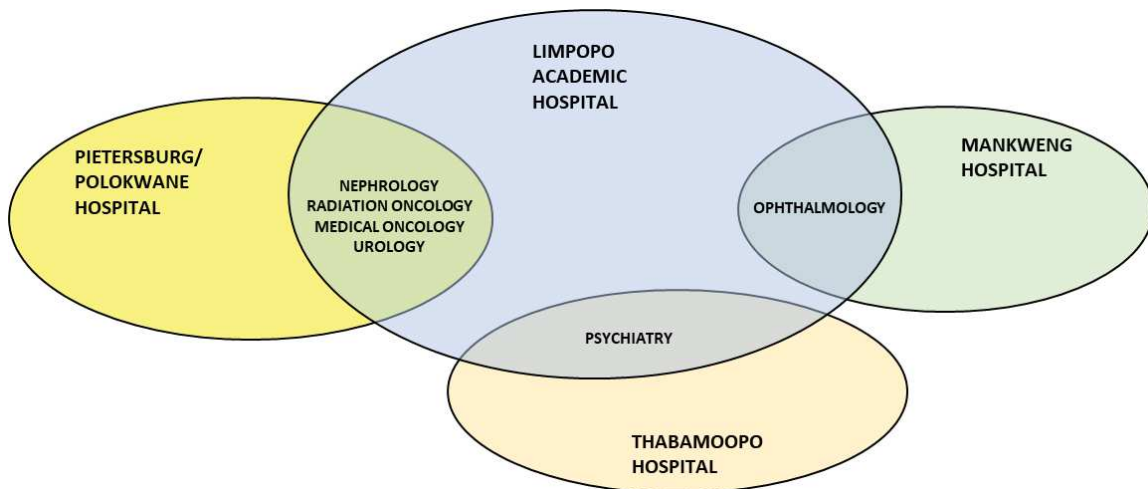 LIMPOPO
ACADEMIC
HOSPITAL
PIETERSBURG/
POLOKWANE
HOSPITAL
NEPHROLOGY
RADIATION ONCOLOGY
MEDICAL ONCOLOGY
UROLOGY
MANKWENG
HOSPITAL
OPHTHALMOLOGY
PSYCHIATRY
THABAMOOPO
HOSPITAL